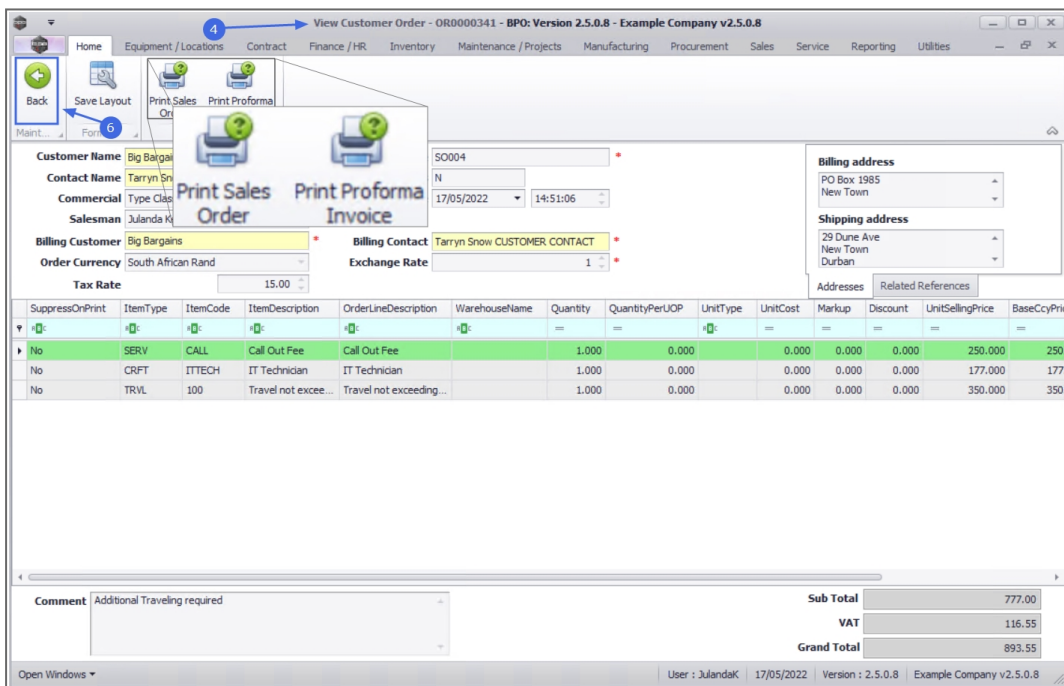 View Customer Order - OR0000341 - BPO: Version 2.5.0.8 - Example Company v2.5.0.8
4
Home Equipment / Locations Contract Finance / HR Inventory Maintenance / Projects Manufacturing Procurement Sales Service Reporting Utilities
Back Save Layout Print Sales Print Proforma
Maint...
6
Print Sales Order
Print Proforma Invoice
Customer Name Big Bargai SO004 *
Contact Name Tarryn Sn N
Commercial Type Clas 17/05/2022 14:51:06
Salesman Julanda
Billing Customer Big Bargains * Billing Contact Tarryn Snow CUSTOMER CONTACT *
Order Currency South African Rand Exchange Rate 1 *
Tax Rate 15.00
Billing address
PO Box 1985
New Town
Shipping address
29 Dune Ave
New Town
Durban
Addresses Related References
SuppressOnPrint ItemType ItemCode ItemDescription OrderLineDescription WarehouseName Quantity QuantityPerUOP UnitType UnitCost Markup Discount UnitSellingPrice BaseCcyPri
No SERV CALL Call Out Fee Call Out Fee 1.000 0.000 0.000 0.000 0.000 250.000 250
No CRFT ITTECH IT Technician IT Technician 1.000 0.000 0.000 0.000 0.000 177.000 177
No TRVL 100 Travel not excee... Travel not exceeding... 1.000 0.000 0.000 0.000 0.000 350.000 350
Comment Additional Traveling required
Sub Total 777.00
VAT 116.55
Grand Total 893.55
Open Windows User : JulandaK 17/05/2022 Version : 2.5.0.8 Example Company v2.5.0.8